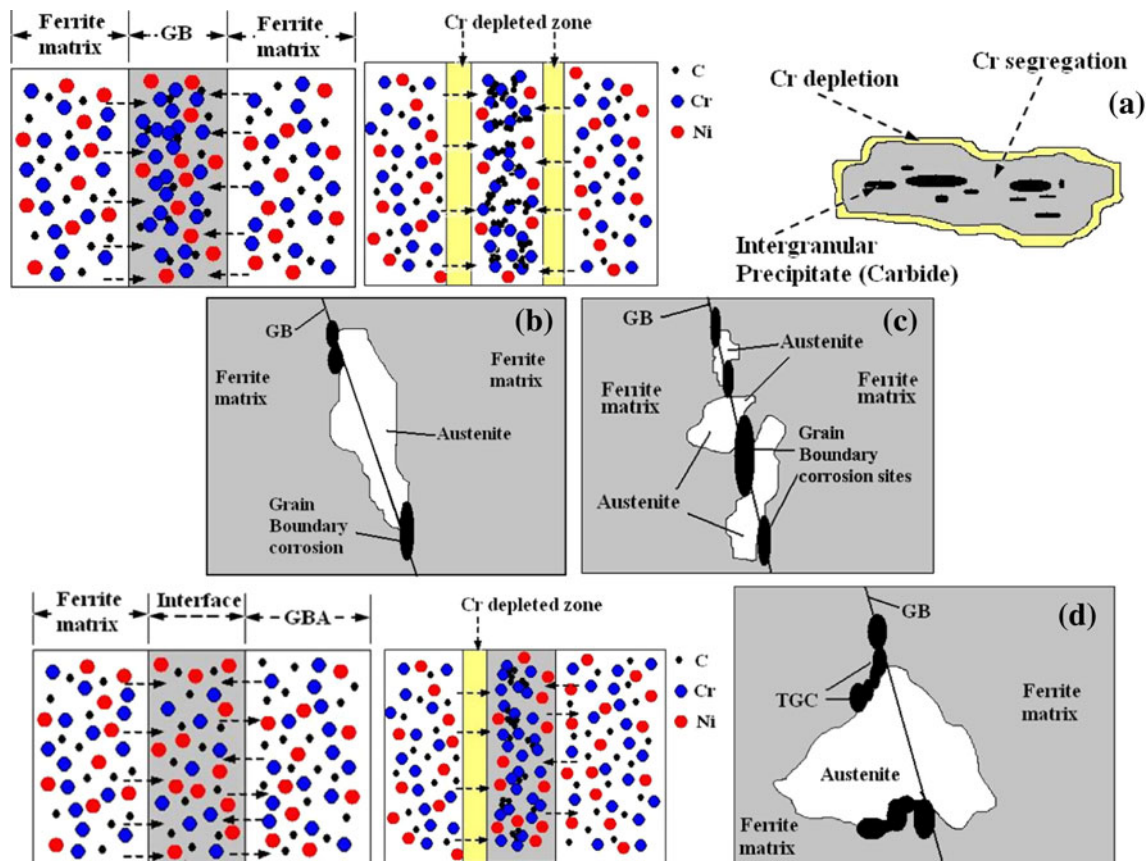 Ferrite
matrix
GB
Ferrite
matrix
Cr depleted zone
C
Cr
Ni
Cr segregation
Cr depletion
(a)
Intergranular
Precipitate (Carbide)
(b)
GB
Ferrite
matrix
Ferrite
matrix
Austenite
Grain
Boundary
corrosion
(c)
GB
Austenite
Ferrite
matrix
Ferrite
matrix
Grain
Boundary
corrosion sites
Austenite
Ferrite
matrix
Interface
GBA
Cr depleted zone
C
Cr
Ni
(d)
GB
TGC
Ferrite
matrix
Austenite
Ferrite
matrix